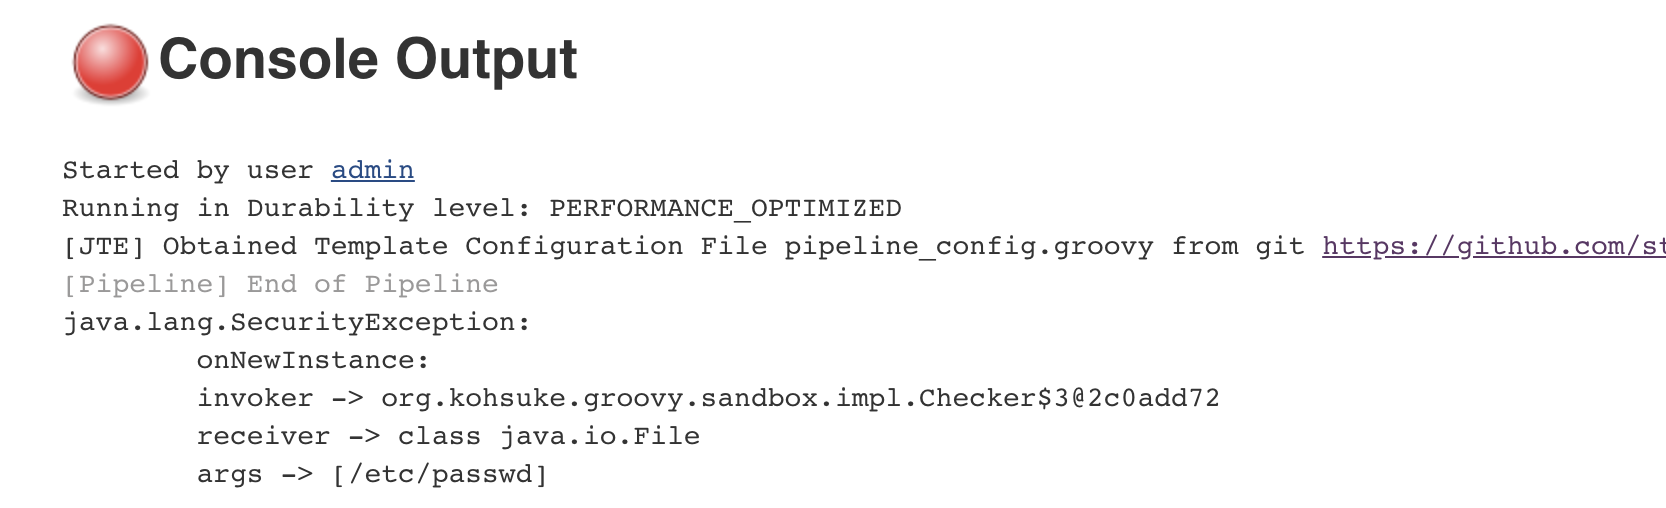 Console Output
Started by user admin
Running in Durability level: PERFORMANCE_OPTIMIZED
[JTE] Obtained Template Configuration File pipeline_config.groovy from git https://github.com/st
[Pipeline] End of Pipeline
java.lang.SecurityException:
onNewInstance:
invoker -> org.kohsuke.groovy.sandbox.impl.Checker$3@2c0add72
receiver -> class java.io.File
args -> [/etc/passwd]